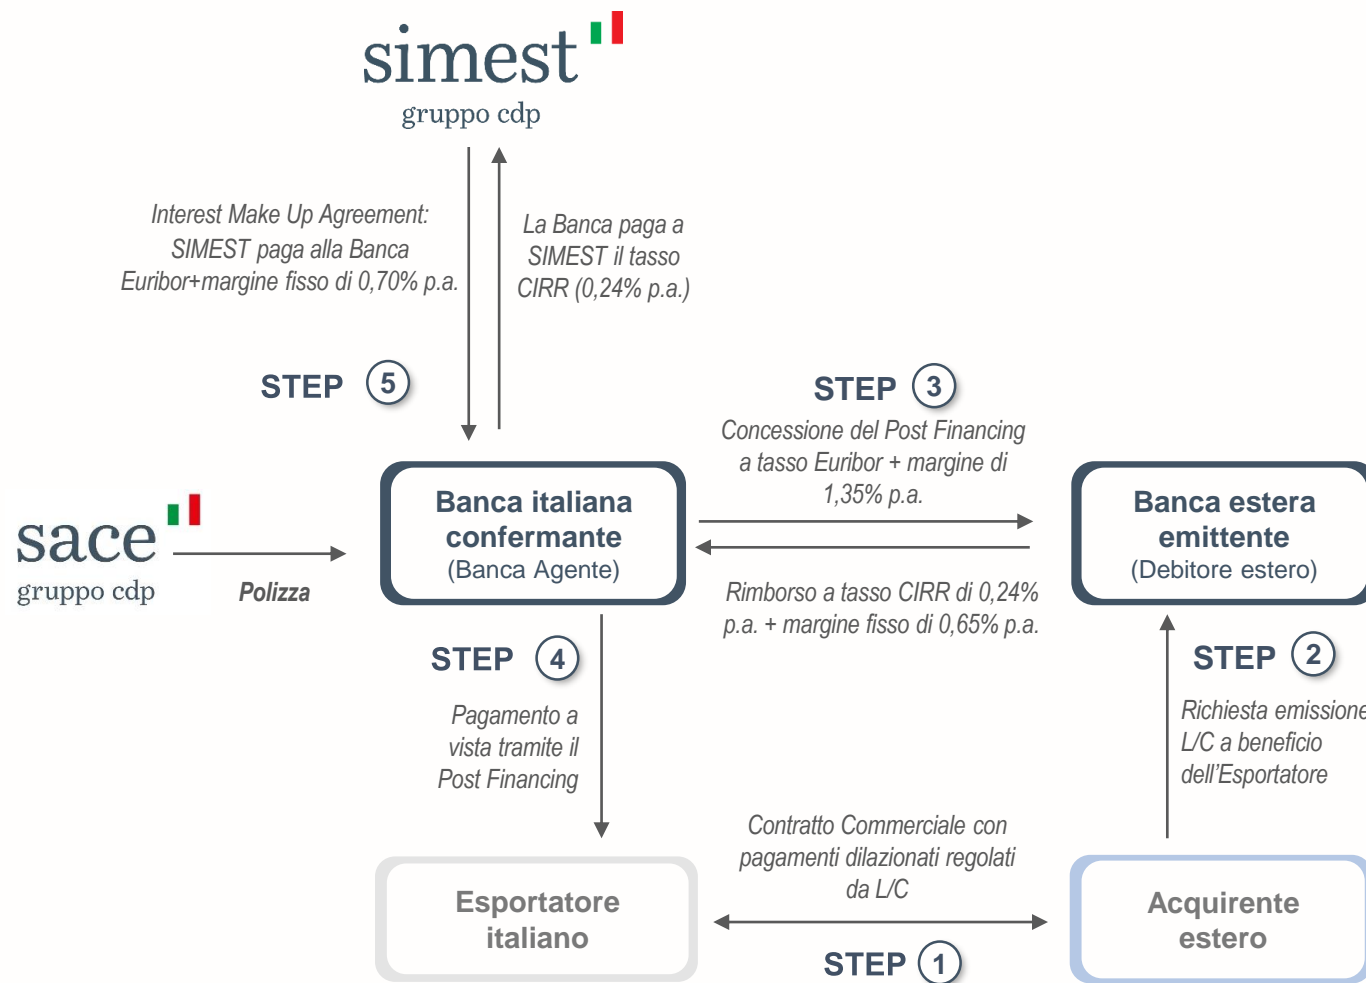 simest
gruppo cdp
Interest Make Up Agreement:
SIMEST paga alla Banca
Euribor+margine fisso di 0,70% p.a.
La Banca paga a
SIMEST il tasso
CIRR (0,24% p.a.)
STEP 5
STEP 3
Concessione del Post Financing
a tasso Euribor + margine di
1,35% p.a.
sace
gruppo cdp
Polizza
Banca italiana
confermante
(Banca Agente)
Banca estera
emittente
(Debitore estero)
Rimborso a tasso CIRR di 0,24%
p.a. + margine fisso di 0,65% p.a.
STEP 4
Pagamento a
vista tramite il
Post Financing
STEP 2
Richiesta emissione
L/C a beneficio
dell'Esportatore
Contratto Commerciale con
pagamenti dilazionati regolati
da L/C
Esportatore
italiano
Acquirente
estero
STEP 1